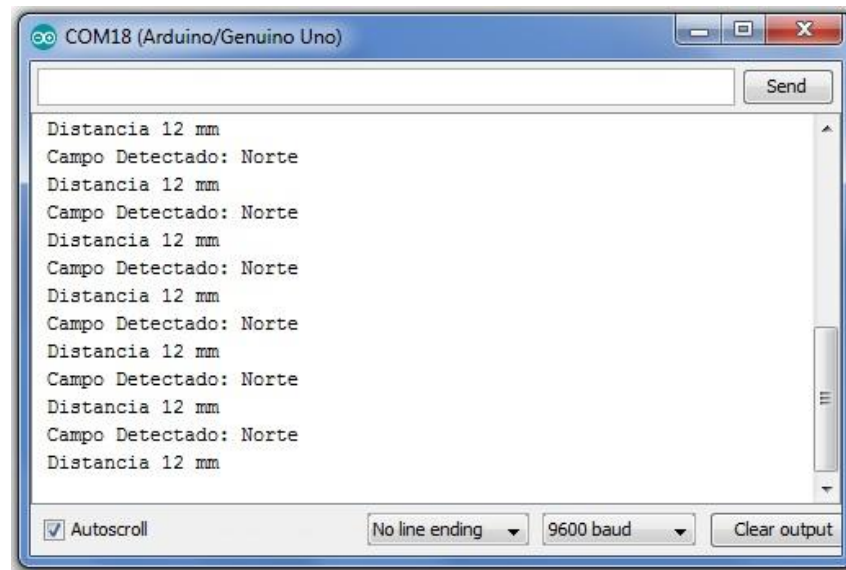 COM18 (Arduino/Genuino Uno)
Send
Distancia 12 mm
Campo Detectado: Norte
Distancia 12 mm
Campo Detectado: Norte
Distancia 12 mm
Campo Detectado: Norte
Distancia 12 mm
Campo Detectado: Norte
Distancia 12 mm
Campo Detectado: Norte
Distancia 12 mm
Campo Detectado: Norte
Distancia 12 mm
Autoscroll No line ending 9600 baud Clear output